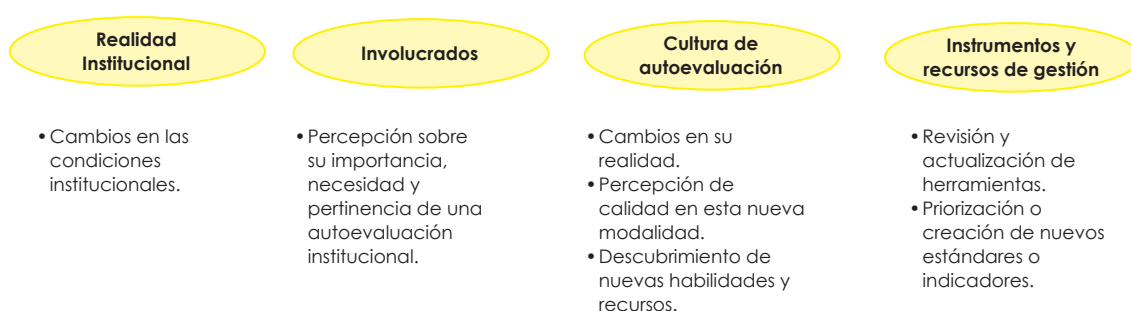 Realidad
Institucional
• Cambios en las
condiciones
institucionales.
Involucrados
• Percepción sobre
su importancia,
necesidad y
pertinencia de una
autoevaluación
institucional.
Cultura de
autoevaluación
• Cambios en su
realidad.
• Percepción de
calidad en esta nueva
modalidad.
• Descubrimiento de
nuevas habilidades y
recursos.
Instrumentos y
recursos de gestión
• Revisión y
actualización de
herramientas.
• Priorización o
creación de nuevos
estándares o
indicadores.